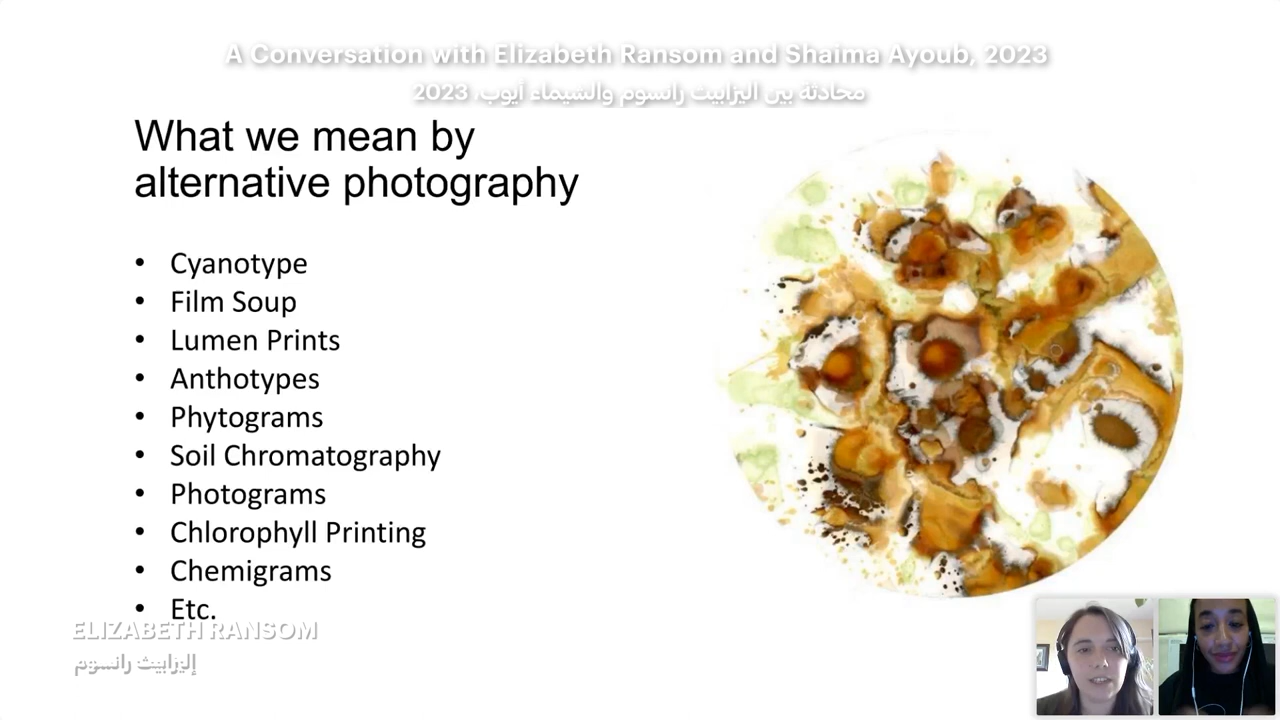 A Conversation with Elizabeth Ransom and Shaima Ayoub, 2023
محادثة بين اليزابيث رانسوم والشيماء أيوب، 2023
What we mean by
alternative photography
• Cyanotype
• Film Soup
• Lumen Prints
• Anthotypes
• Phytograms
• Soil Chromatography
• Photograms
• Chlorophyll Printing
• Chemigrams
• Etc.
ELIZABETH RANSOM
إليزابيث رانسوم